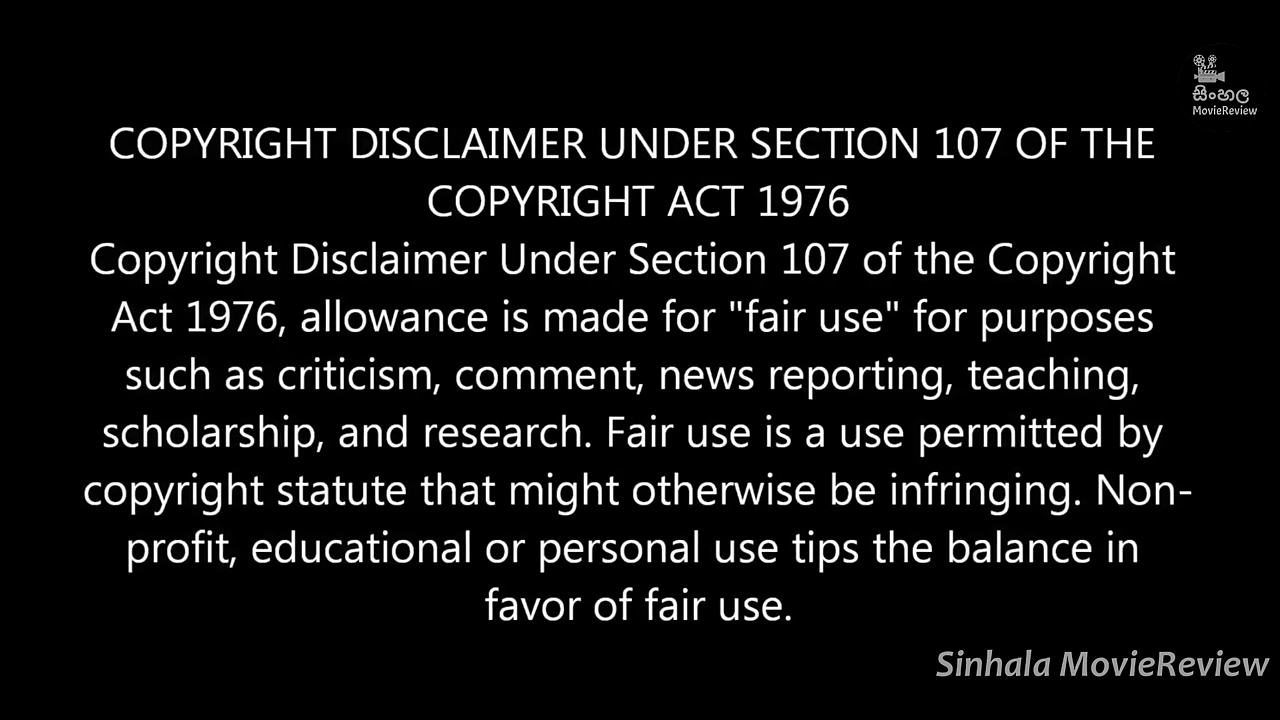 සිංහල
MovieReview
COPYRIGHT DISCLAIMER UNDER SECTION 107 OF THE
COPYRIGHT ACT 1976
Copyright Disclaimer Under Section 107 of the Copyright
Act 1976, allowance is made for "fair use" for purposes
such as criticism, comment, news reporting, teaching,
scholarship, and research. Fair use is a use permitted by
copyright statute that might otherwise be infringing. Non-
profit, educational or personal use tips the balance in
favor of fair use.
Sinhala MovieReview